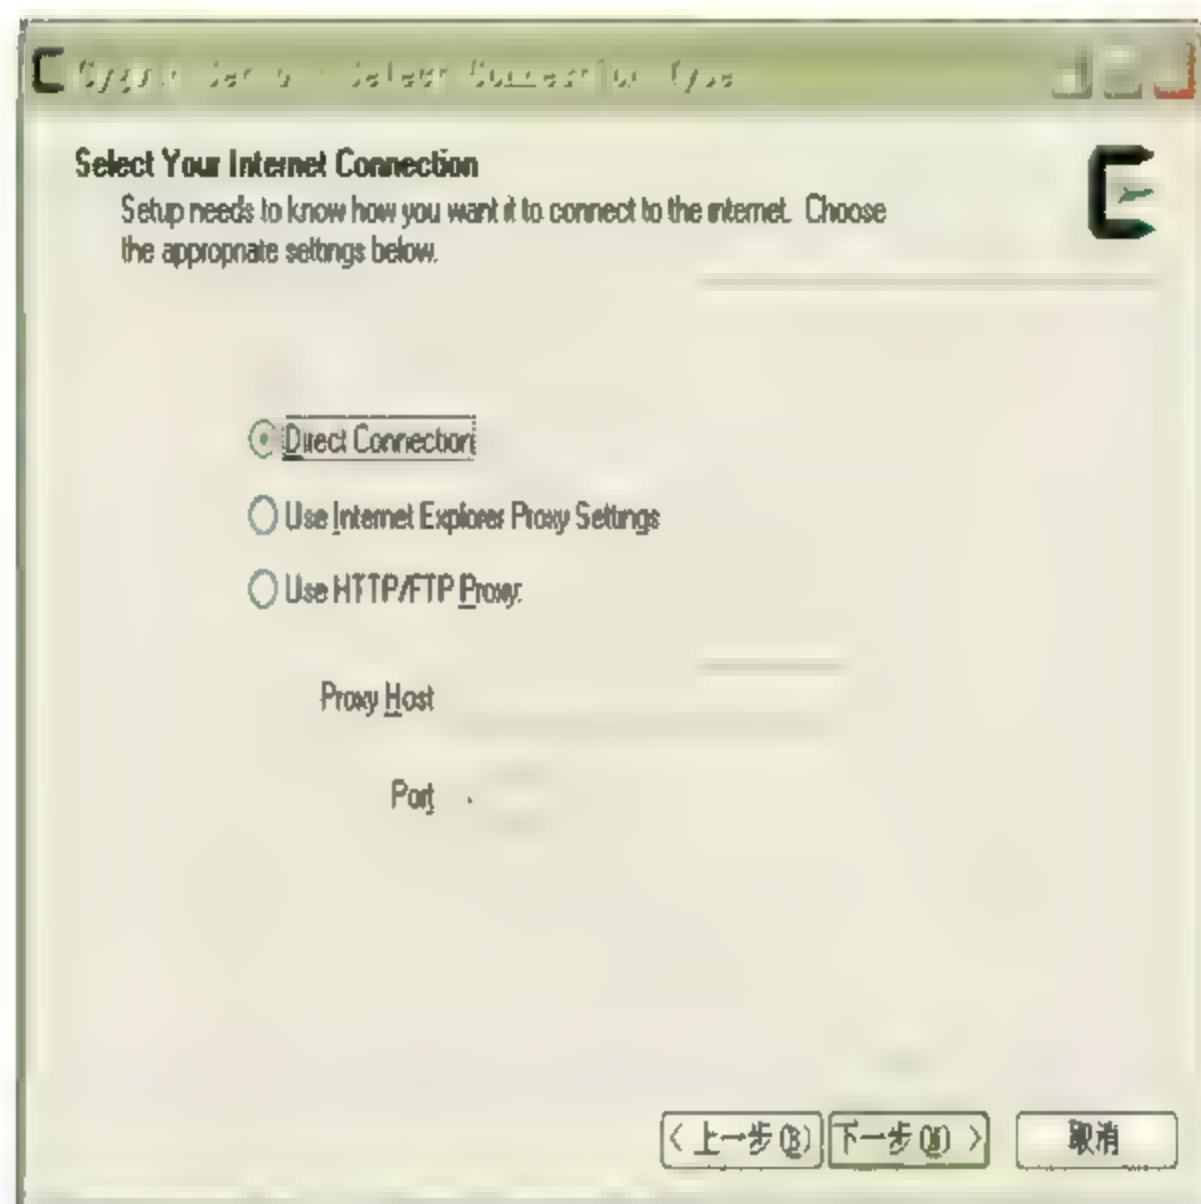 Select Your Internet Connection
Setup needs to know how you want it to connect to the internet. Choose
the appropriate settings below.
Direct Connection
Use Internet Explorer Proxy Settings
Use HTTP/FTP Proxy:
Proxy Host
Port
< 上一步(B) 下一步(N) > 取消